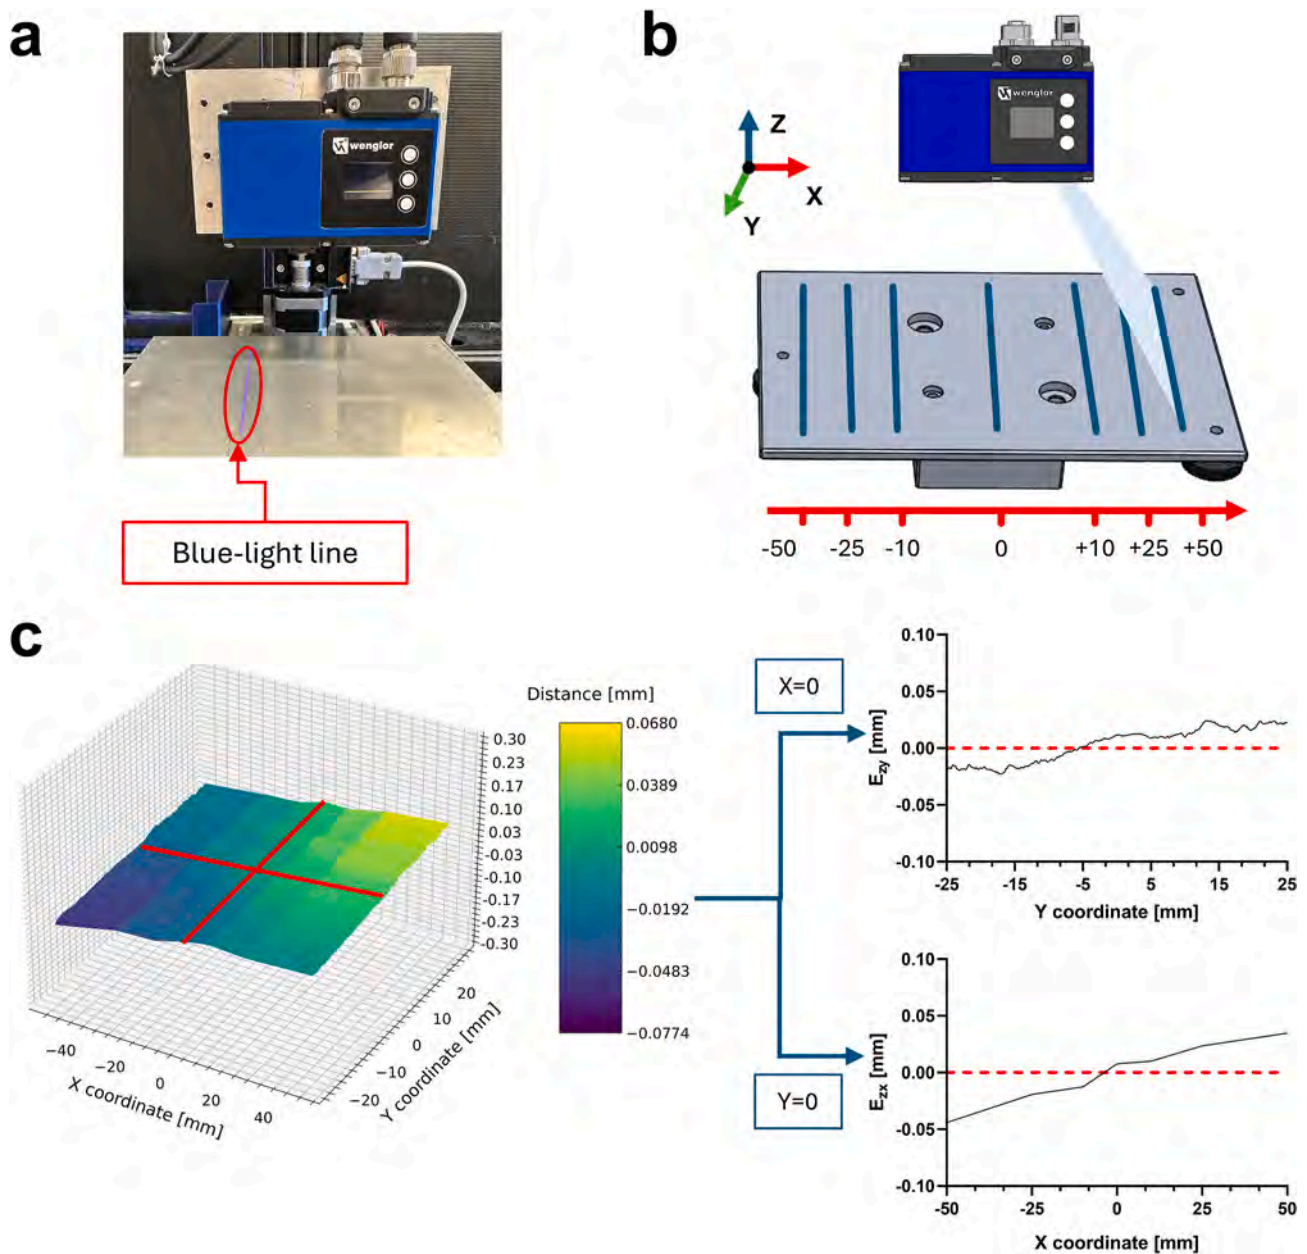 a
wenglor
Blue-light line
b
wenglor
Z
X
Y
-50 -25 -10 0 +10 +25 +50
c
Distance [mm]
0.0680
0.0389
0.0098
−0.0192
−0.0483
−0.0774
0.30
0.23
0.17
0.10
0.03
-0.03
-0.10
-0.17
-0.23
-0.30
−40 −20 0 20 40
X coordinate [mm]
−20 −10 0 10 20
Y coordinate [mm]
X=0
Y=0
0.10
0.05
0.00
-0.05
-0.10
Ezy [mm]
-25 -15 -5 5 15 25
Y coordinate [mm]
0.10
0.05
0.00
-0.05
-0.10
Ezx [mm]
-50 -25 0 25 50
X coordinate [mm]